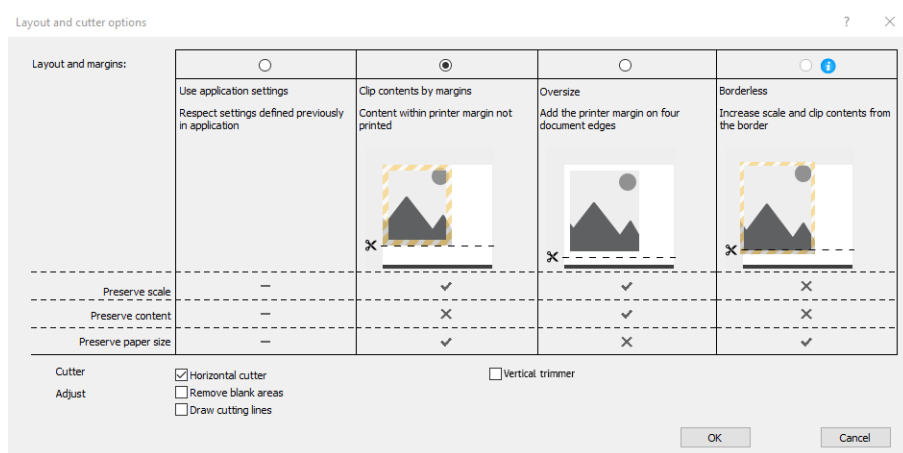 Layout and cutter options
Layout and margins:
Use application settings
Respect settings defined previously
in application
Clip contents by margins
Content within printer margin not
printed
Oversize
Add the printer margin on four
document edges
Borderless
Increase scale and clip contents from
the border
Preserve scale
Preserve content
Preserve paper size
Cutter
Horizontal cutter
Vertical trimmer
Adjust
Remove blank areas
Draw cutting lines
OK
Cancel